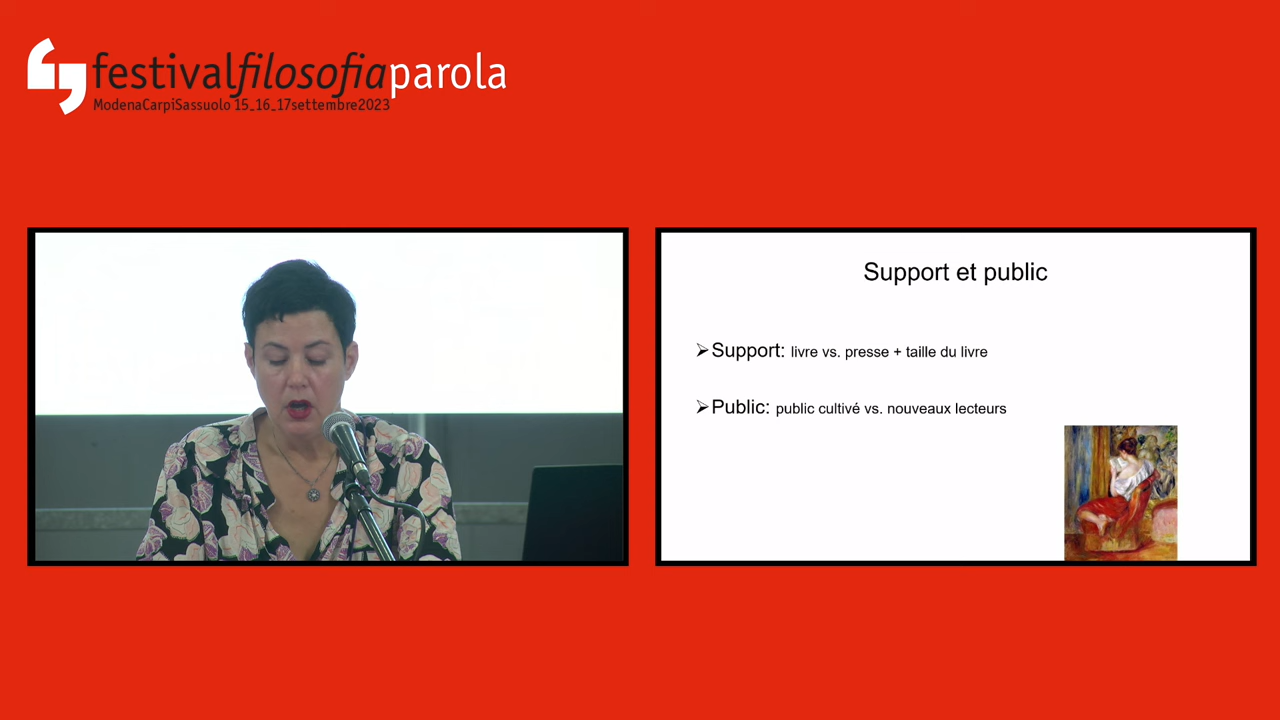 festivalfilosofiaparola
ModenaCarpiSassuolo 15_16_17settembre2023
Support et public
➢Support: livre vs. presse + taille du livre
➢Public: public cultivé vs. nouveaux lecteurs